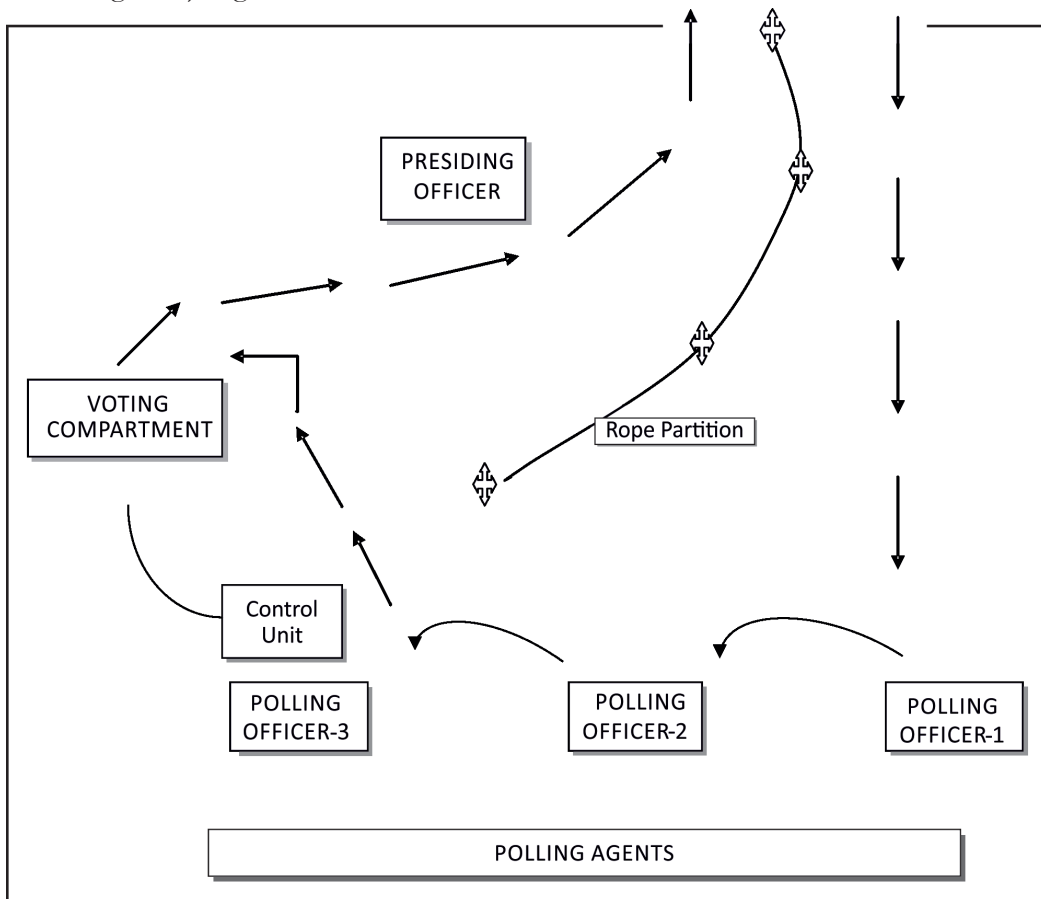 PRESIDING
OFFICER
VOTING
COMPARTMENT
Rope Partition
Control
Unit
POLLING
OFFICER-3
POLLING
OFFICER-2
POLLING
OFFICER-1
POLLING AGENTS